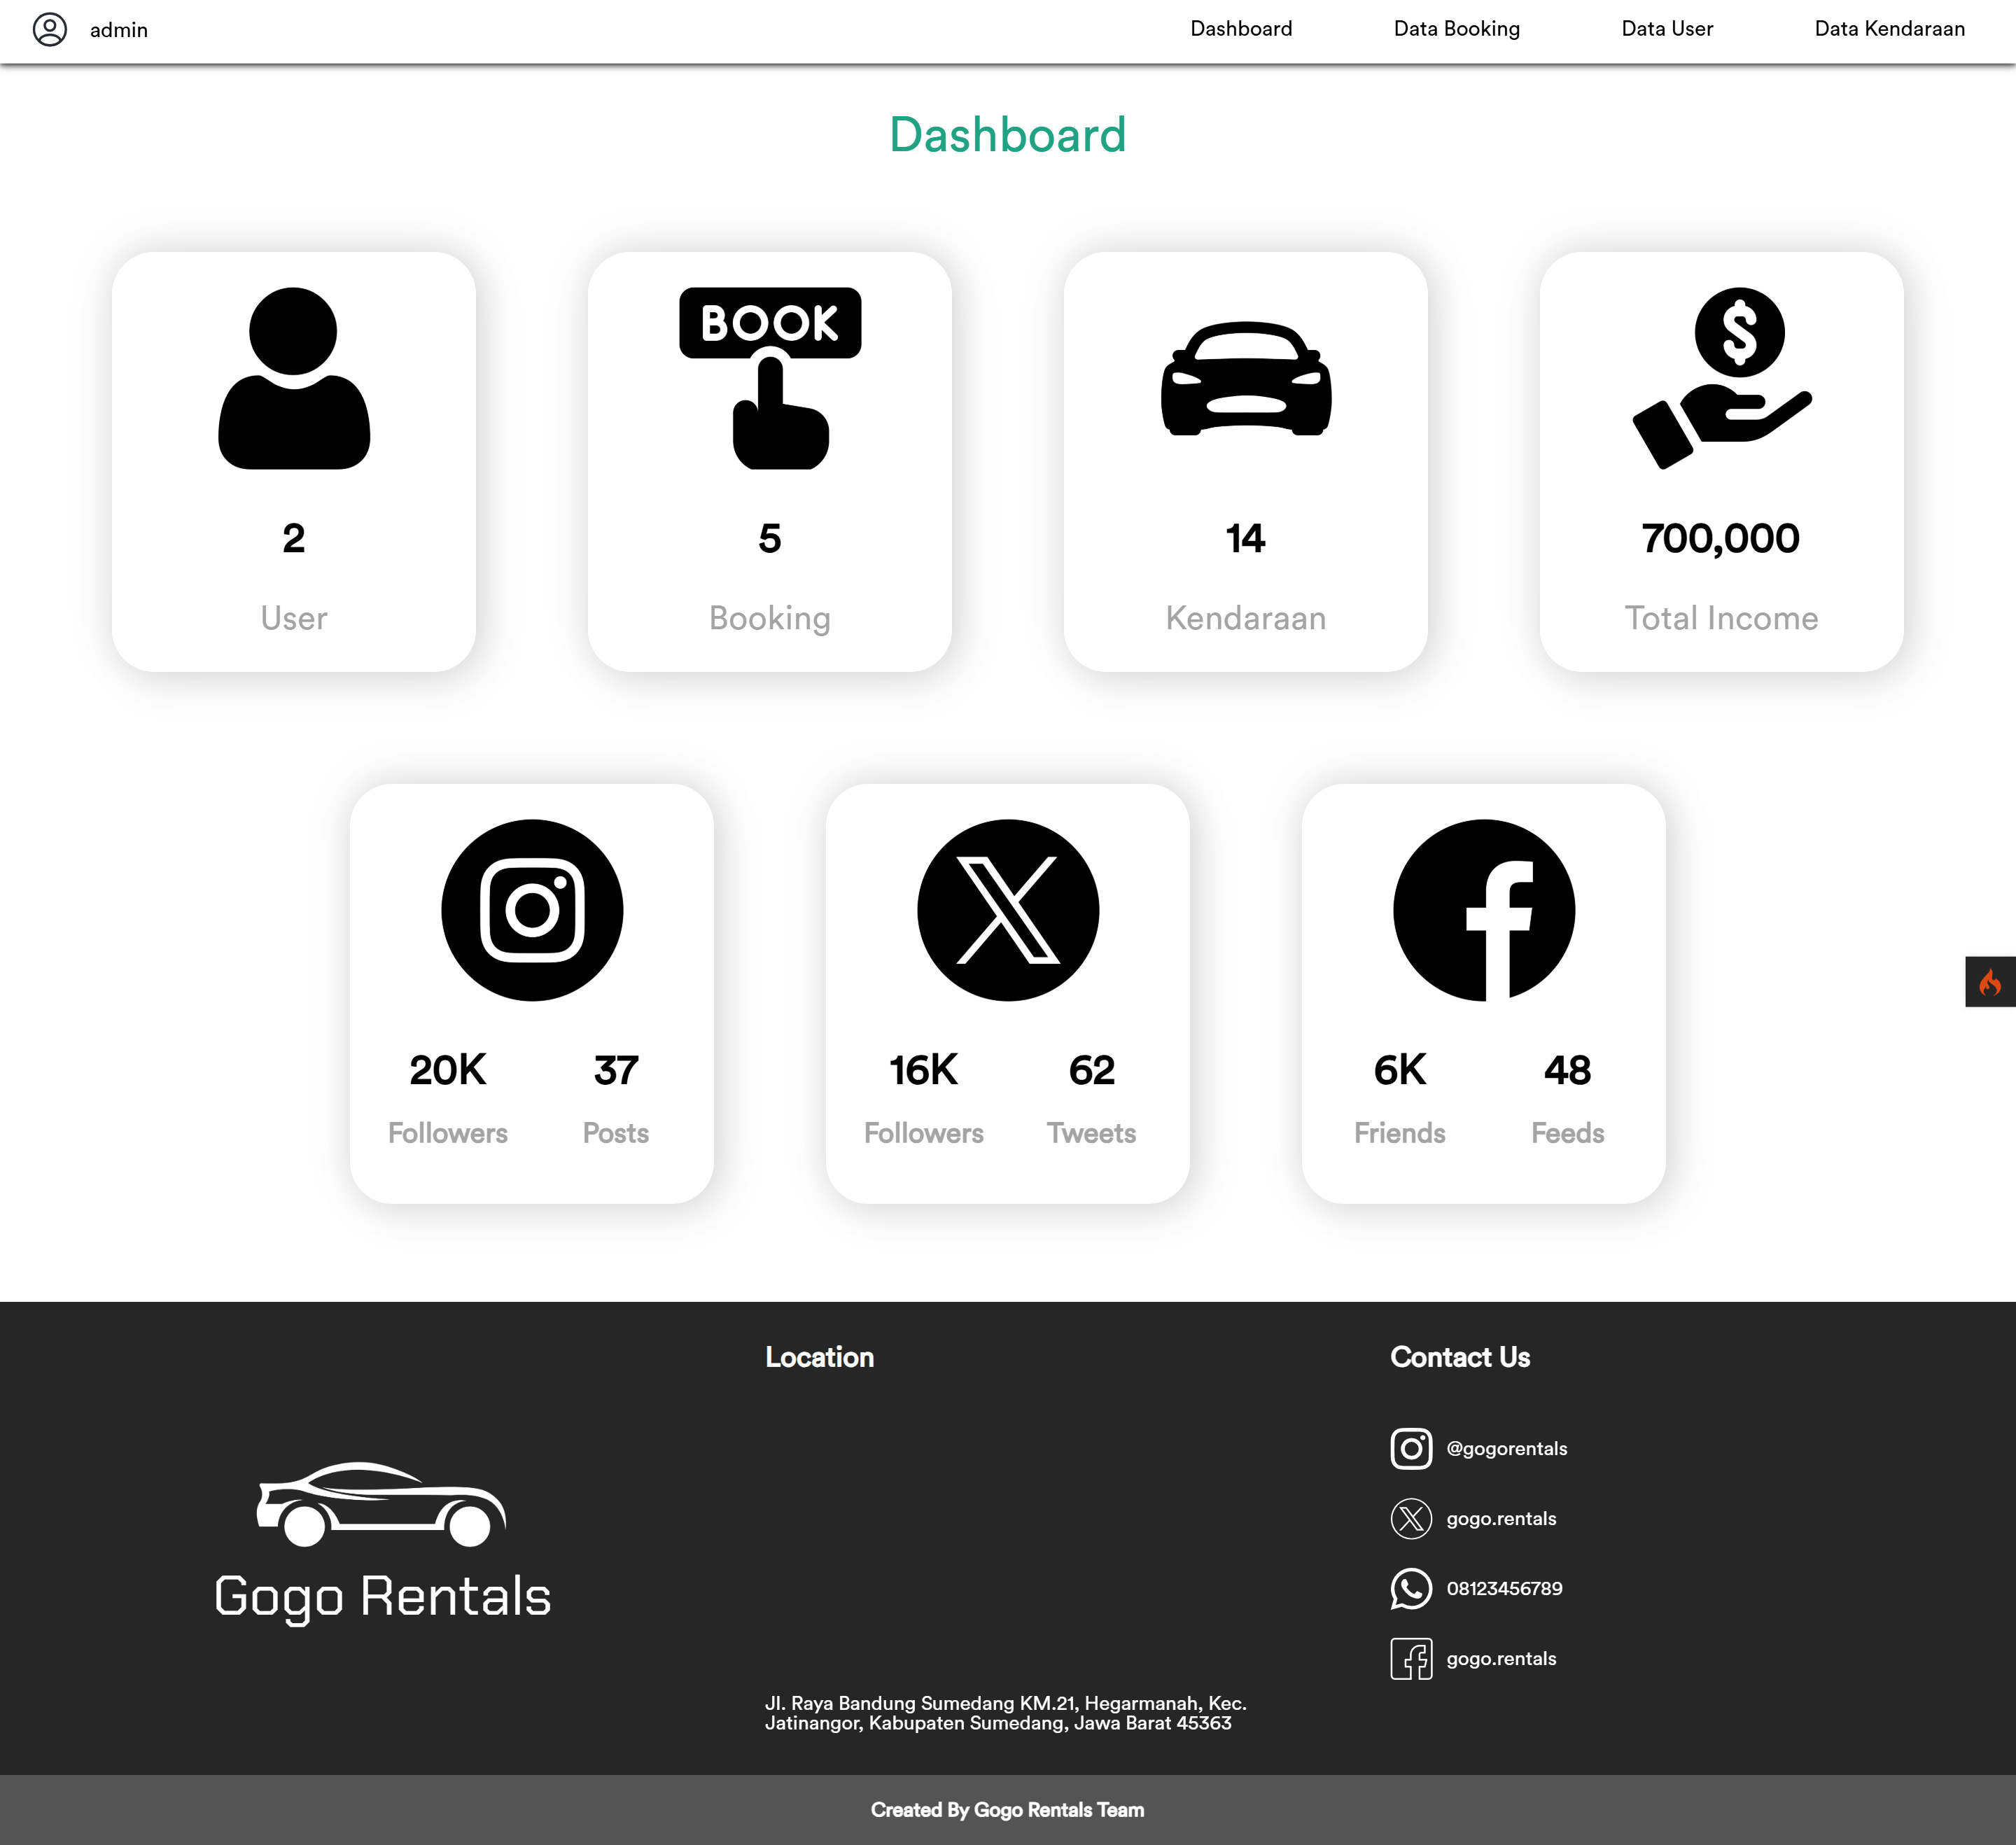 admin
Dashboard
Data Booking
Data User
Data Kendaraan
Dashboard
BOOK
$
2
5
14
700,000
User
Booking
Kendaraan
Total Income
20K
37
16K
62
6K
48
Followers
Posts
Followers
Tweets
Friends
Feeds
Location
Contact Us
@gogorentals
gogo.rentals
08123456789
gogo.rentals
Gogo Rentals
Jl. Raya Bandung Sumedang KM.21, Hegarmanah, Kec.
Jatinangor, Kabupaten Sumedang, Jawa Barat 45363
Created By Gogo Rentals Team